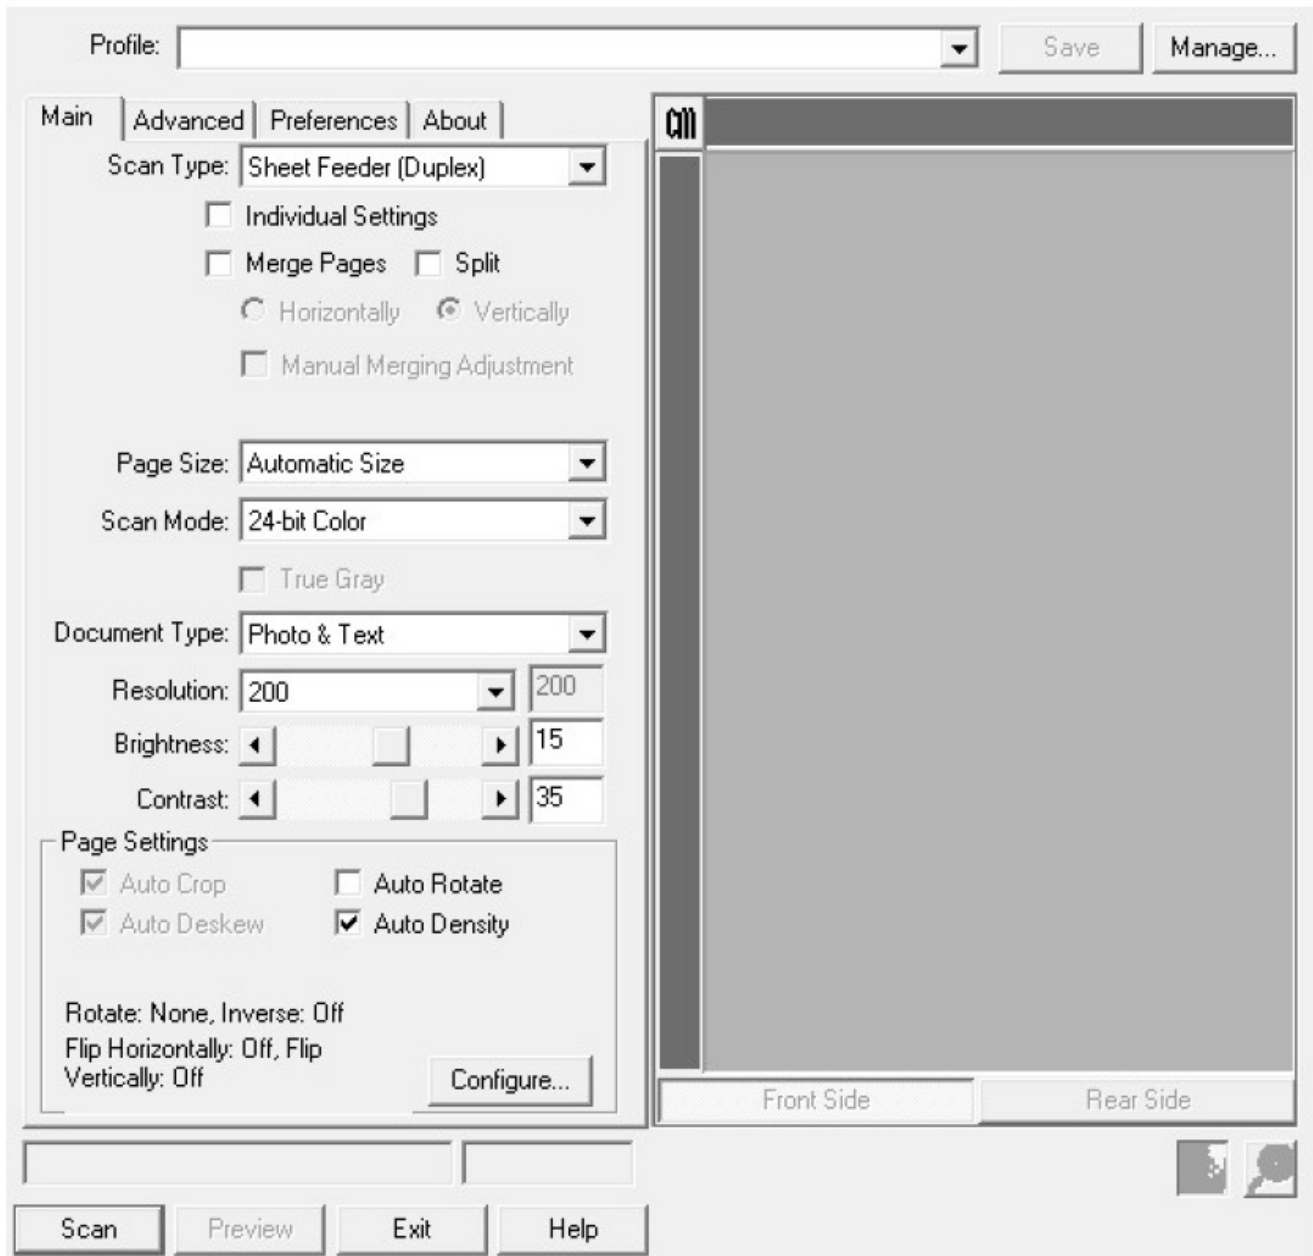 Profile: Save Manage...
Main Advanced Preferences About cm
Scan Type: Sheet Feeder (Duplex)
Individual Settings
Merge Pages Split
Horizontally Vertically
Manual Merging Adjustment
Page Size: Automatic Size
Scan Mode: 24-bit Color
True Gray
Document Type: Photo & Text
Resolution: 200 200
Brightness: 15
Contrast: 35
Page Settings
Auto Crop Auto Rotate
Auto Deskew Auto Density
Rotate: None, Inverse: Off
Flip Horizontally: Off, Flip
Vertically: Off
Configure...
Front Side Rear Side
Scan Preview Exit Help